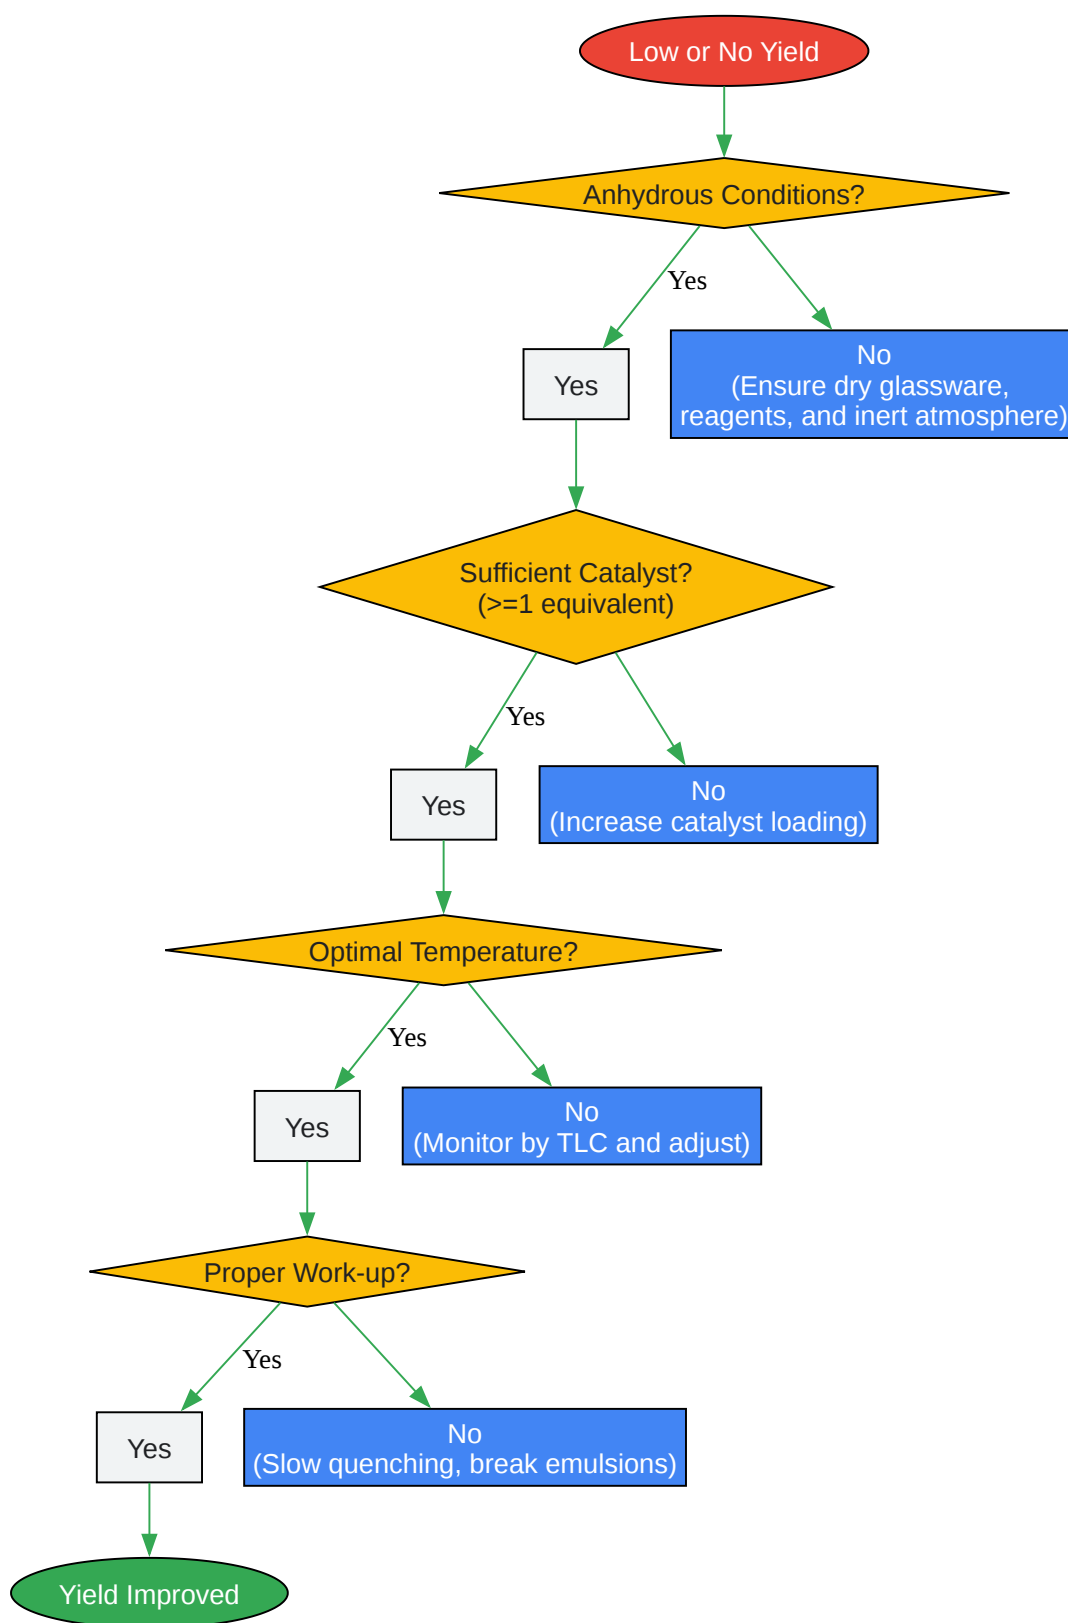 Low or No Yield
Anhydrous Conditions?
Yes
Yes
No
(Ensure dry glassware,
reagents, and inert atmosphere)
Sufficient Catalyst?
(>=1 equivalent)
Yes
Yes
No
(Increase catalyst loading)
Optimal Temperature?
Yes
Yes
No
(Monitor by TLC and adjust)
Proper Work-up?
Yes
Yes
No
(Slow quenching, break emulsions)
Yield Improved